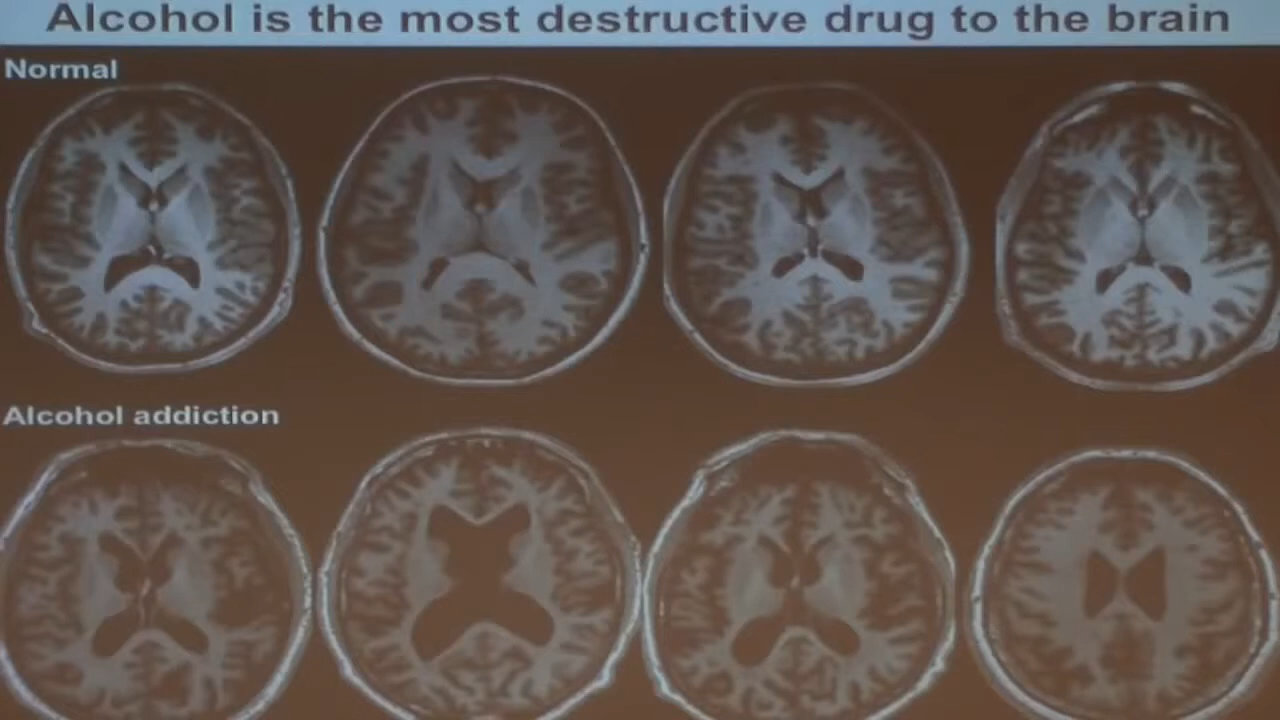 Alcohol is the most destructive drug to the brain
Normal
Alcohol addiction